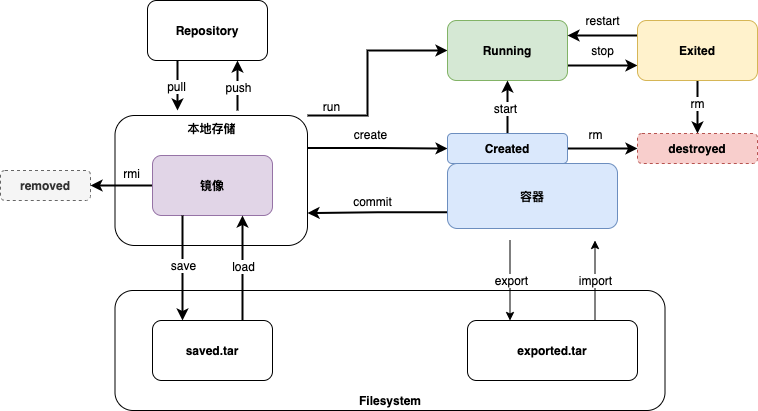 Repository
restart
Running
stop
Exited
pull
push
run
start
rm
本地存储
create
Created
rm
destroyed
rmi
removed
镜像
容器
commit
save
load
export
import
saved.tar
exported.tar
Filesystem